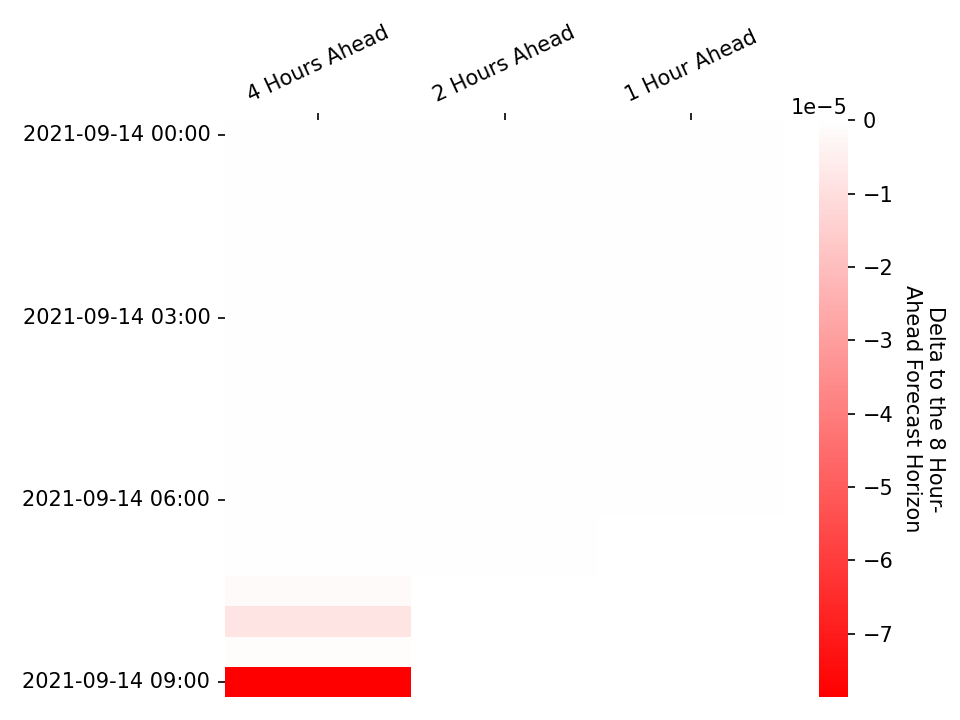 4 Hours Ahead
2 Hours Ahead
1 Hour Ahead
1e−5
2021-09-14 00:00
2021-09-14 03:00
2021-09-14 06:00
2021-09-14 09:00
0
−1
−2
−3
−4
−5
−6
−7
Delta to the 8 Hour-
Ahead Forecast Horizon